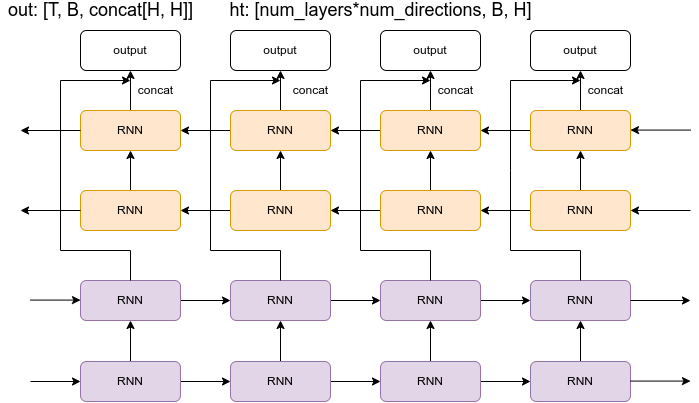 out: [T, B, concat[H, H]] ht: [num_layers*num_directions, B, H]
output output output output
concat concat concat concat
RNN RNN RNN RNN
RNN RNN RNN RNN
RNN RNN RNN RNN
RNN RNN RNN RNN